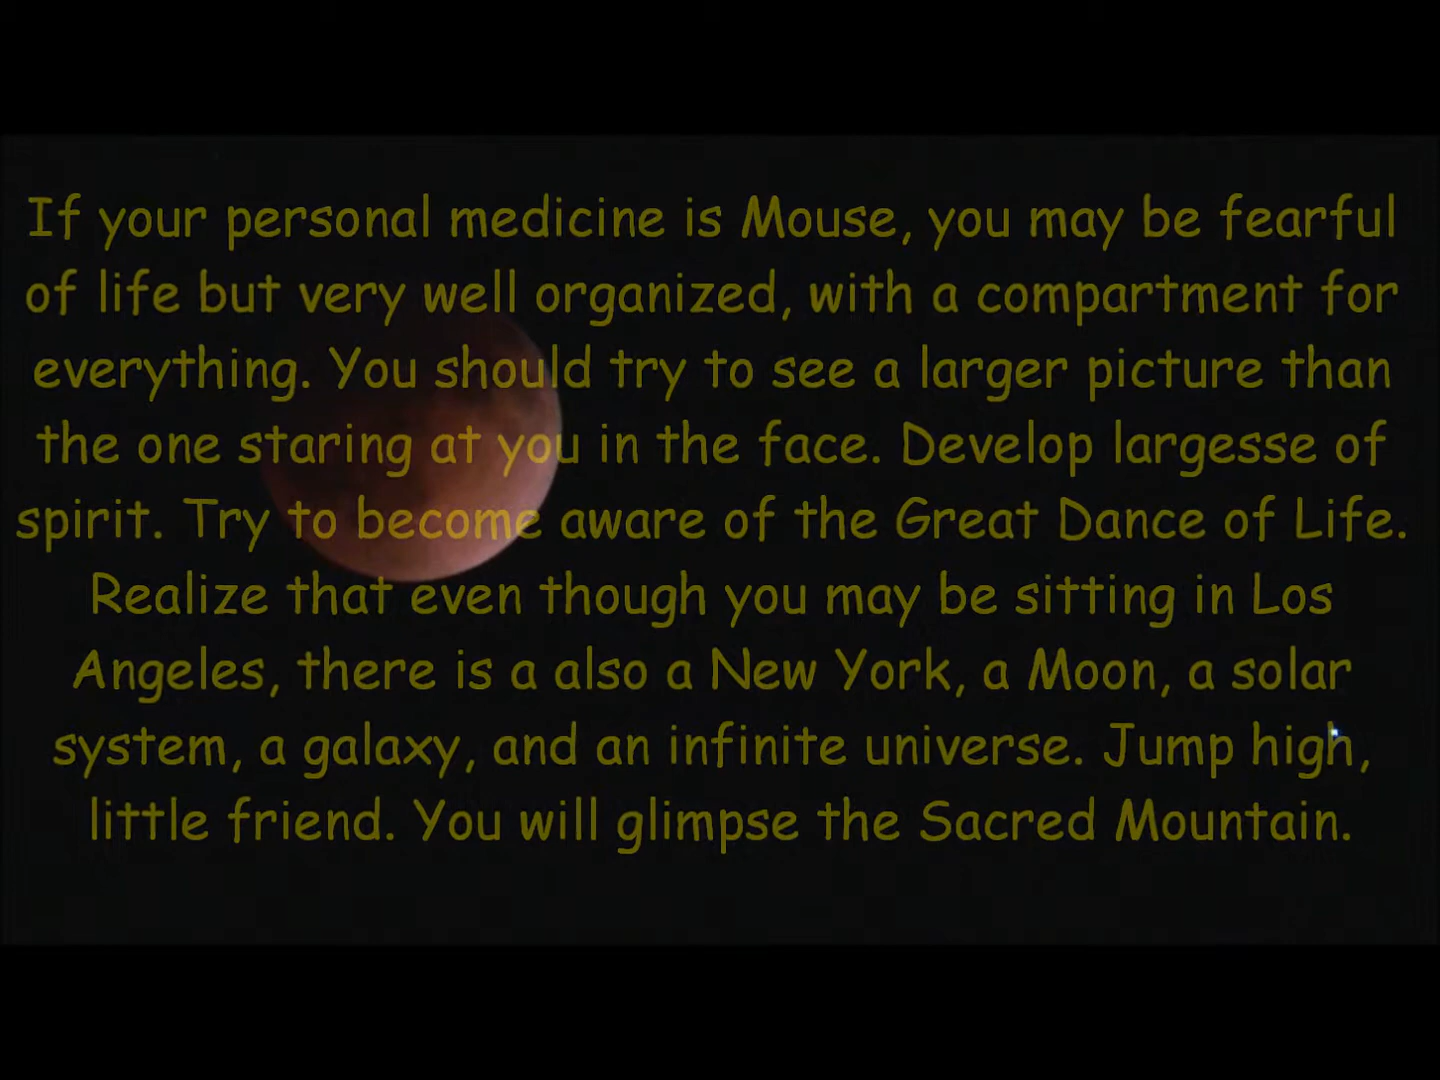 If your personal medicine is Mouse, you may be fearful
of life but very well organized, with a compartment for
everything. You should try to see a larger picture than
the one staring at you in the face. Develop largesse of
spirit. Try to become aware of the Great Dance of Life.
Realize that even though you may be sitting in Los
Angeles, there is a also a New York, a Moon, a solar
system, a galaxy, and an infinite universe. Jump high,
little friend. You will glimpse the Sacred Mountain.